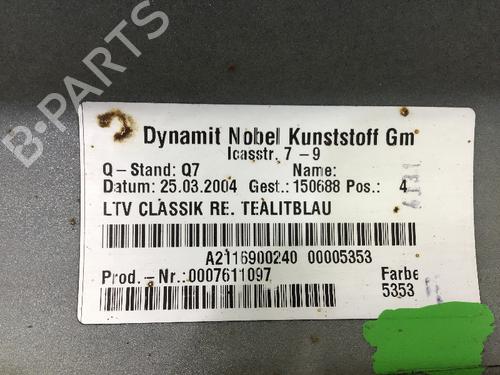 B-PARTS
Dynamit Nobel Kunststoff Gm
Icasstr. 7 - 9
Q-Stand: Q7 Name:
Datum: 25.03.2004 Gest.: 150688 Pos.: 4
LTV CLASSIK RE. TEALITBLAU
A2116900240 00005353
Prod.-Nr.:0007611097 Farbe
5353